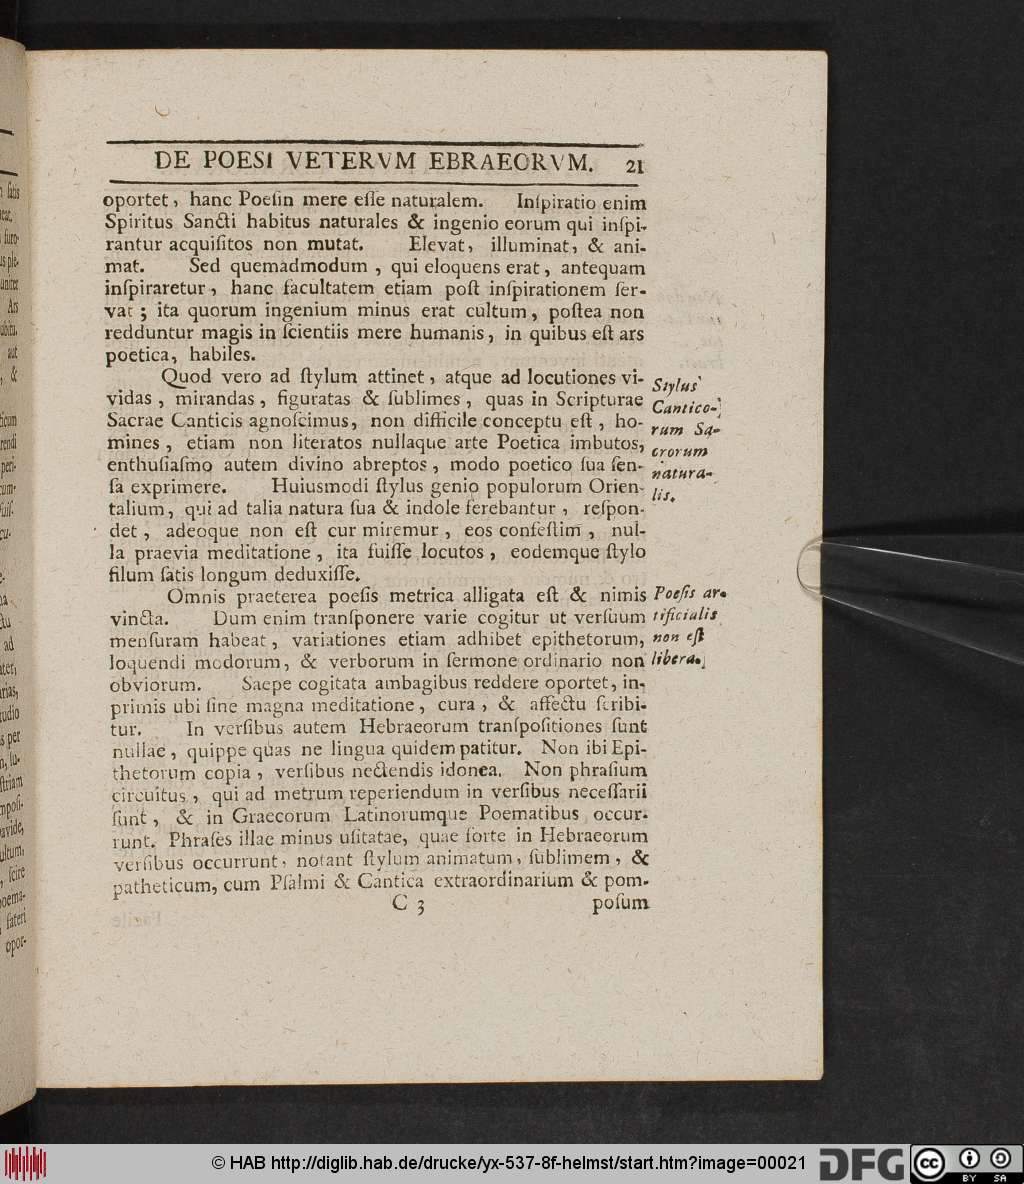 DE POESI VETERVM EBRAEORVM. 21
oportet, hanc Poeſin mere eſſe naturalem. Inſpiratio enim
Spiritus Sancti habitus naturales & ingenio eorum qui inſpi-
rantur acquiſitos non mutat. Elevat, illuminat, & ani-
mat. Sed quemadmodum, qui eloquens erat, antequam
inſpiraretur, hanc facultatem etiam poſt inſpirationem ſer-
vat; ita quorum ingenium minus erat cultum, poſtea non
redduntur magis in ſcientiis mere humanis, in quibus eſt ars
poetica, habiles.
Quod vero ad ſtylum attinet, atque ad locutiones vi-
vidas, mirandas, figuratas & ſublimes, quas in Scripturae
Sacrae Canticis agnoſcimus, non difficile conceptu eſt, ho-
mines, etiam non literatos nullaque arte Poetica imbutos,
enthuſiaſmo autem divino abreptos, modo poetico ſua ſen-
ſa exprimere. Huiusmodi ſtylus genio populorum Orien-
talium, qui ad talia natura ſua & indole ferebantur, reſpon-
det, adeoque non eſt cur miremur, eos confeſtim, nul-
la praevia meditatione, ita fuiſſe locutos, eodemque ſtylo
filum ſatis longum deduxiſſe.
Stylus
Cantico-
rum Sa-
crorum
natura-
lis.
Omnis praeterea poeſis metrica alligata eſt & nimis
vincta. Dum enim tranſponere varie cogitur ut verſuum
menſuram habeat, variationes etiam adhibet epithetorum,
loquendi modorum, & verborum in ſermone ordinario non
obviorum. Saepe cogitata ambagibus reddere oportet, in-
primis ubi ſine magna meditatione, cura, & affectu ſcribi-
tur. In verſibus autem Hebraeorum tranſpoſitiones ſunt
nullae, quippe quas ne lingua quidem patitur. Non ibi Epi-
thetorum copia, verſibus nectendis idonea. Non phraſium
circuitus, qui ad metrum reperiendum in verſibus neceſſarii
ſunt, & in Graecorum Latinorumque Poematibus occur-
runt. Phraſes illae minus uſitatae, quae forte in Hebraeorum
verſibus occurrunt, notant ſtylum animatum, ſublimem, &
patheticum, cum Pſalmi & Cantica extraordinarium & pom-
Poeſis ar-
tificialis
non eſt
libera.
C 3 poſum
© HAB http://diglib.hab.de/drucke/yx-537-8f-helmst/start.htm?image=00021
DFG
cc BY SA